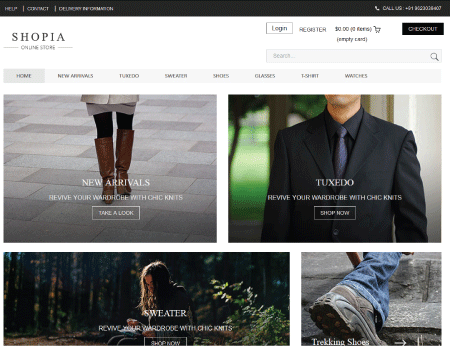 HELP | CONTACT | DELIVERY INFORMATION
CALL US : +91 9523039407
SHOPIA
ONLINE STORE
Login REGISTER $0.00 (0 items) CHECKOUT
(empty card)
Search...
HOME NEW ARRIVALS TUXEDO SWEATER SHOES GLASSES T-SHIRT WATCHES
NEW ARRIVALS
REVIVE YOUR WARDROBE WITH CHIC KNITS
TAKE A LOOK
TUXEDO
REVIVE YOUR WARDROBE WITH CHIC KNITS
SHOP NOW
SWEATER
REVIVE YOUR WARDROBE WITH CHIC KNITS
SHOP NOW
Trekking Shoes